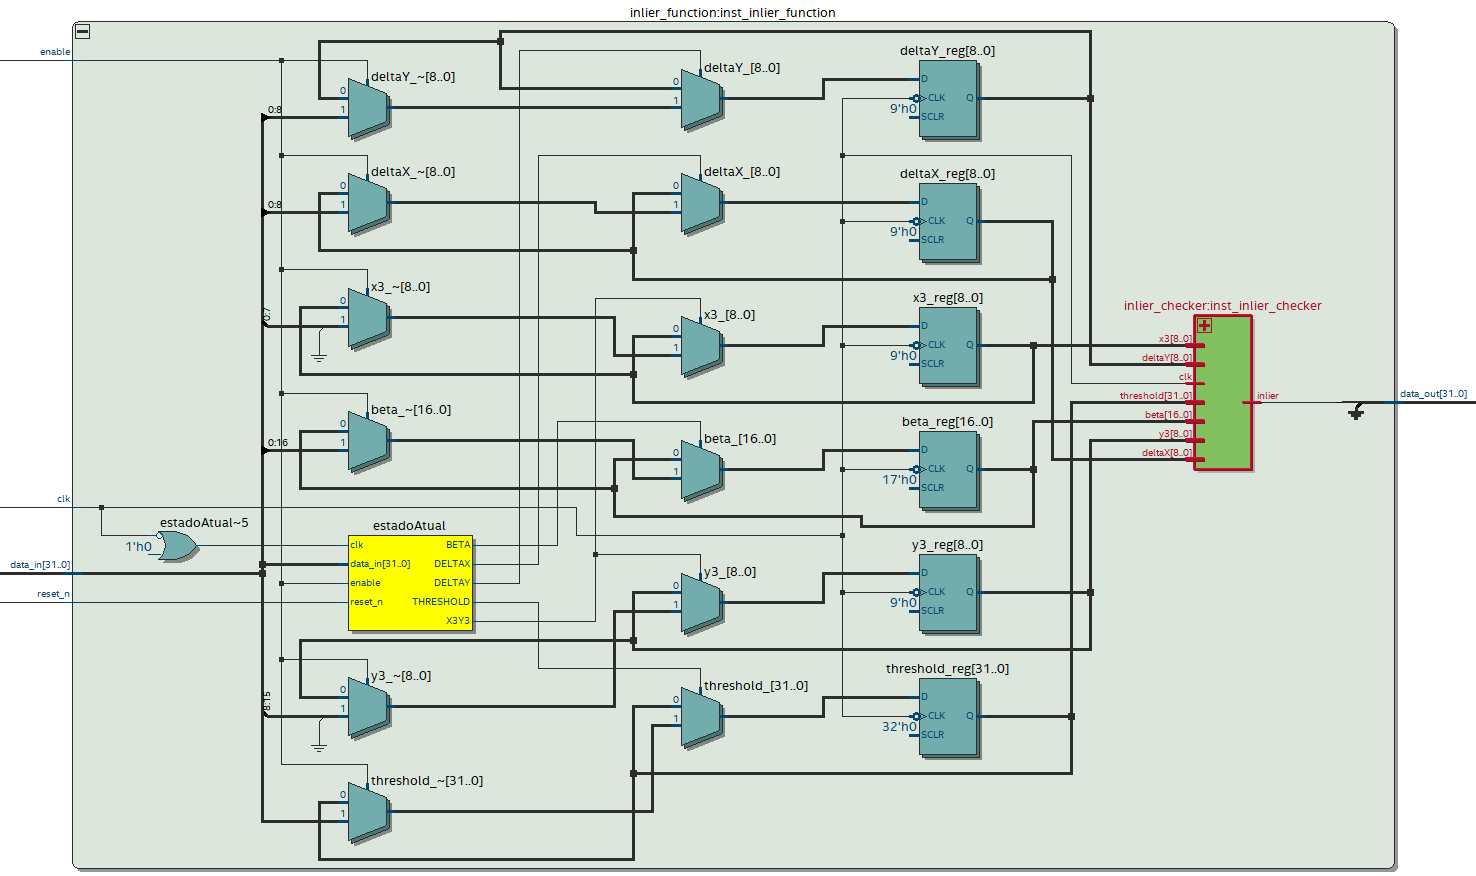 inlier_function:inst_inlier_function
enable
deltaY_~[8..0]
0
1
0:8
deltaY_[8..0]
0
1
deltaY_reg[8..0]
D
CLK
Q
9'h0
SCLR
deltaX_~[8..0]
0
1
0:8
deltaX_[8..0]
0
1
deltaX_reg[8..0]
D
CLK
Q
9'h0
SCLR
x3_~[8..0]
0
1
0:7
x3_[8..0]
0
1
x3_reg[8..0]
D
CLK
Q
9'h0
SCLR
inlier_checker:inst_inlier_checker
x3[8..0]
deltaY[8..0]
clk
threshold[31..0]
beta[16..0]
y3[8..0]
deltaX[8..0]
inlier
data_out[31..0]
beta_~[16..0]
0
1
0:16
beta_[16..0]
0
1
beta_reg[16..0]
D
CLK
Q
17'h0
SCLR
clk
estadoAtual~5
1'h0
data_in[31..0]
reset_n
estadoAtual
clk
data_in[31..0]
enable
reset_n
BETA
DELTAX
DELTAY
THRESHOLD
X3Y3
y3_[8..0]
0
1
y3_reg[8..0]
D
CLK
Q
9'h0
SCLR
y3_~[8..0]
0
1
8:15
threshold_[31..0]
0
1
threshold_reg[31..0]
D
CLK
Q
32'h0
SCLR
threshold_~[31..0]
0
1